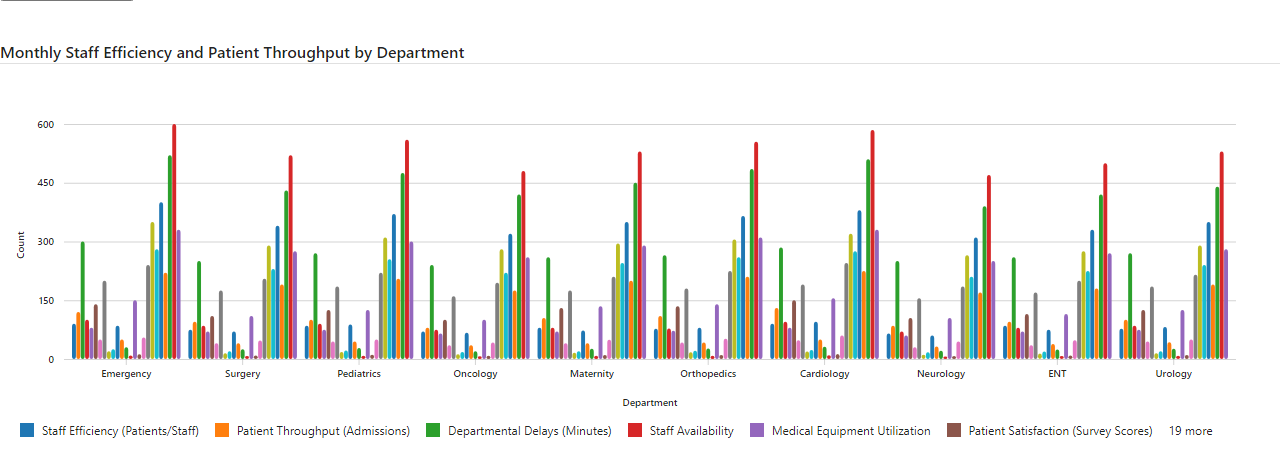 Monthly Staff Efficiency and Patient Throughput by Department
600
450
300
150
0
Count
Emergency Surgery Pediatrics Oncology Maternity Orthopedics Cardiology Neurology ENT Urology
Department
Staff Efficiency (Patients/Staff) Patient Throughput (Admissions) Departmental Delays (Minutes) Staff Availability Medical Equipment Utilization Patient Satisfaction (Survey Scores) 19 more